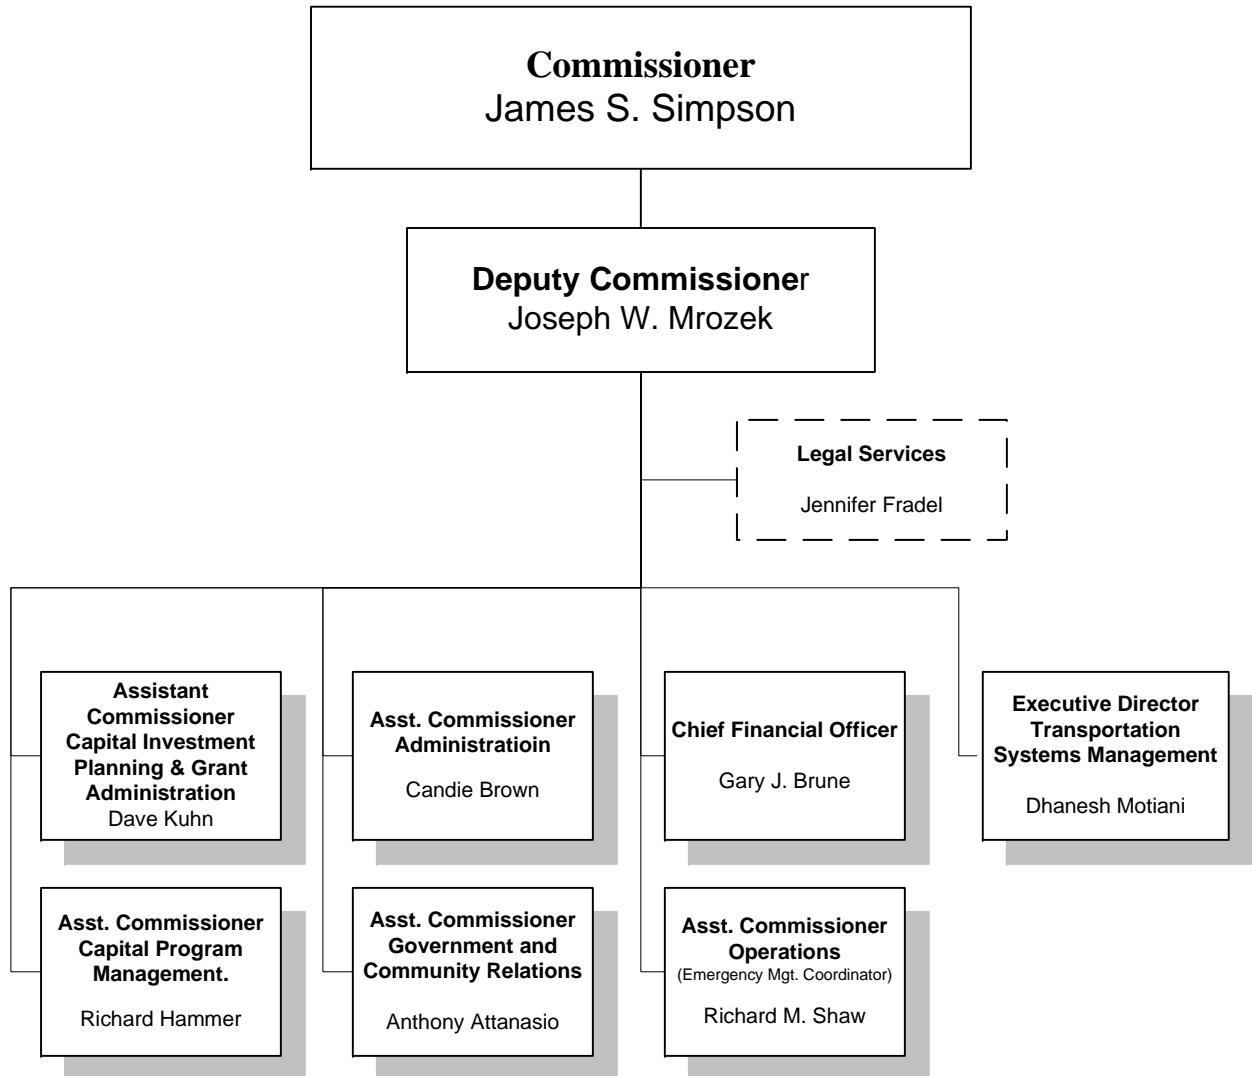 Commissioner
James S. Simpson
Deputy Commissioner
Joseph W. Mrozek
Legal Services
Jennifer Fradel
Assistant
Commissioner
Capital Investment
Planning & Grant
Administration
Dave Kuhn
Asst. Commissioner
Administratioin
Candie Brown
Chief Financial Officer
Gary J. Brune
Executive Director
Transportation
Systems Management
Dhanesh Motiani
Asst. Commissioner
Capital Program
Management.
Richard Hammer
Asst. Commissioner
Government and
Community Relations
Anthony Attanasio
Asst. Commissioner
Operations
(Emergency Mgt. Coordinator)
Richard M. Shaw